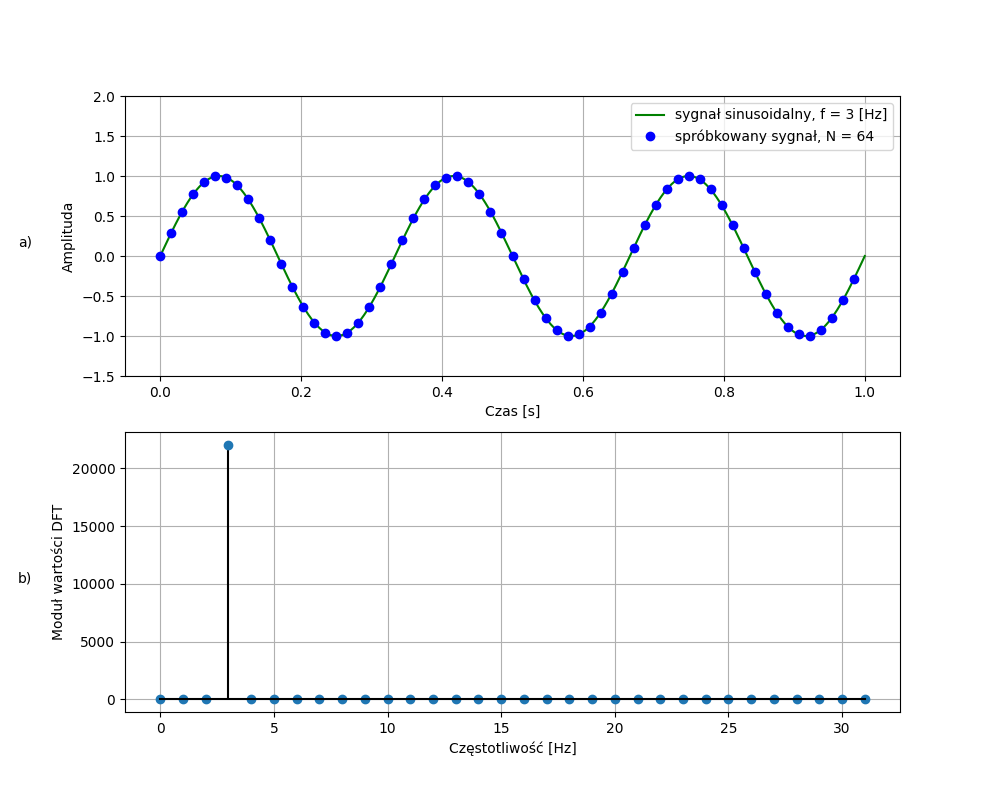 a)
Amplituda
2.0
1.5
1.0
0.5
0.0
−0.5
−1.0
−1.5
sygnał sinusoidalny, f = 3 [Hz]
spróbkowany sygnał, N = 64
0.0 0.2 0.4 0.6 0.8 1.0
Czas [s]
b)
Moduł wartości DFT
20000
15000
10000
5000
0
0 5 10 15 20 25 30
Częstotliwość [Hz]